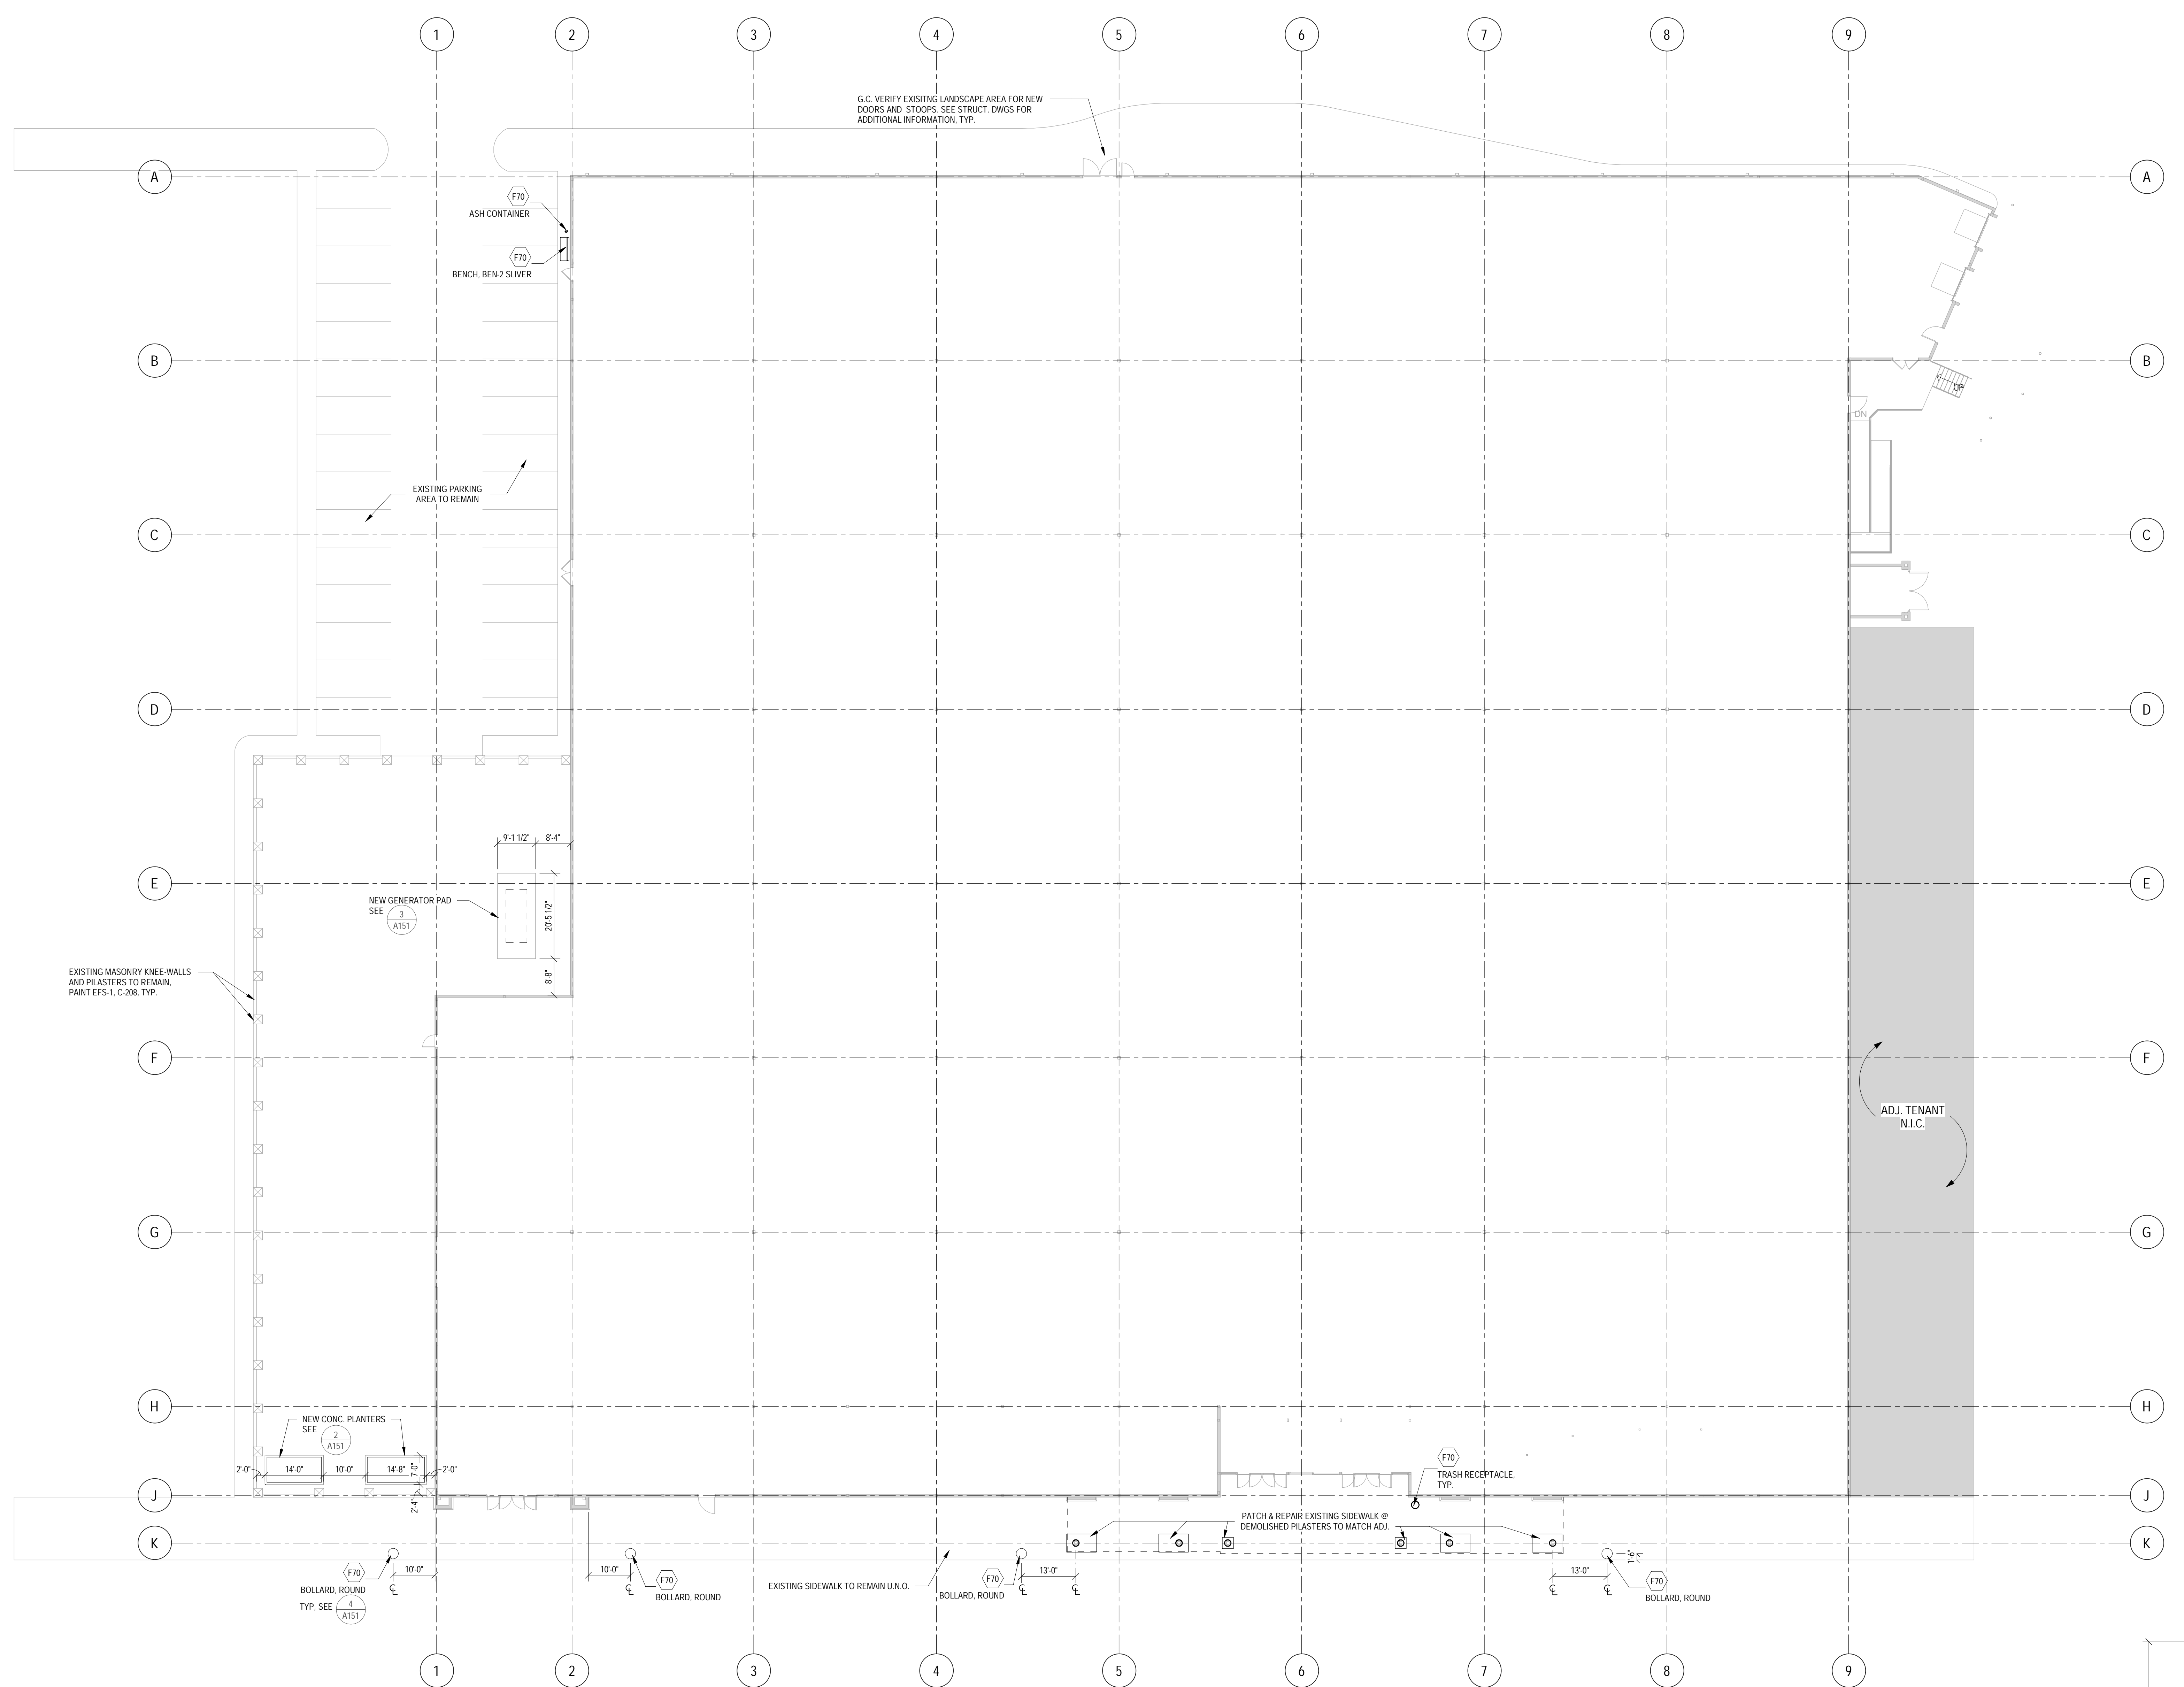 1 2 3 4 5 6 7 8 9
G.C. VERIFY EXISITNG LANDSCAPE AREA FOR NEW
DOORS AND STOOPS. SEE STRUCT. DWGS FOR
ADDITIONAL INFORMATION, TYP.
A A
F70
ASH CONTAINER
F70
BENCH, BEN-2 SLIVER
B B
UP
DN
EXISTING PARKING
AREA TO REMAIN
C C
D D
9'-1 1/2" 8'-4"
E E
NEW GENERATOR PAD
SEE
3
A151
20'-5 1/2"
8'-8"
EXISTING MASONRY KNEE-WALLS
AND PILASTERS TO REMAIN,
PAINT EFS-1, C-208, TYP.
F F
ADJ. TENANT
N.I.C.
G G
H H
NEW CONC. PLANTERS
SEE
2
A151
2'-0" 14'-0" 10'-0" 14'-8" 7'-0" 2'-0"
2'-4"
F70
TRASH RECEPTACLE,
TYP.
J J
PATCH & REPAIR EXISTING SIDEWALK @
DEMOLISHED PILASTERS TO MATCH ADJ.
K K
1'-6"
F70
BOLLARD, ROUND
TYP, SEE
4
A151
10'-0"
CL
10'-0"
CL
F70
BOLLARD, ROUND
EXISTING SIDEWALK TO REMAIN U.N.O.
F70
BOLLARD, ROUND
CL
13'-0"
CL
CL
13'-0"
CL
F70
BOLLARD, ROUND
1 2 3 4 5 6 7 8 9